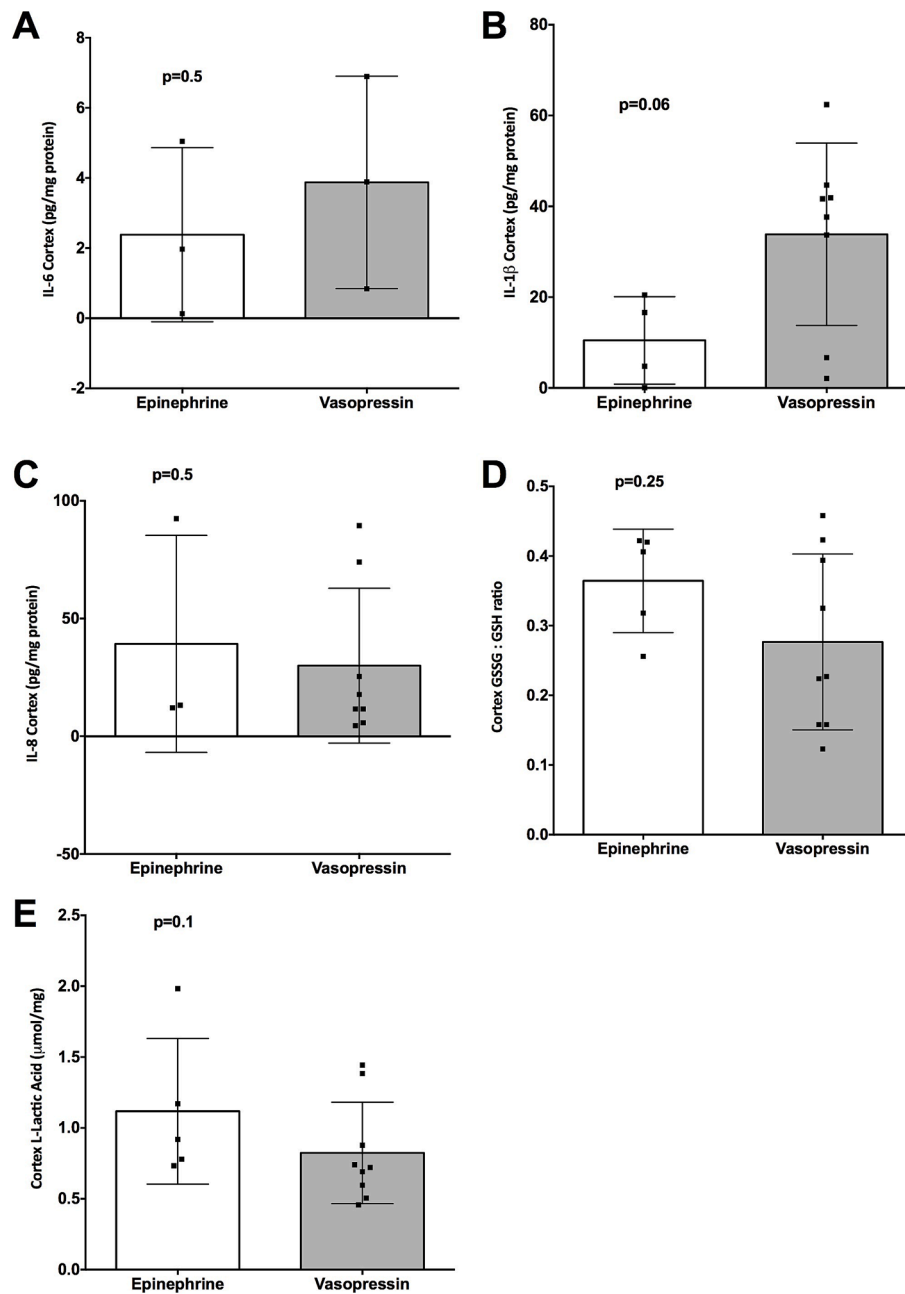 A
IL-6 Cortex (pg/mg protein)
8
6
4
2
0
-2
p=0.5
Epinephrine
Vasopressin
B
IL-1β Cortex (pg/mg protein)
80
60
40
20
0
p=0.06
Epinephrine
Vasopressin
C
IL-8 Cortex (pg/mg protein)
100
50
0
-50
p=0.5
Epinephrine
Vasopressin
D
Cortex GSSG : GSH ratio
0.5
0.4
0.3
0.2
0.1
0.0
p=0.25
Epinephrine
Vasopressin
E
Cortex L-Lactic Acid (μmol/mg)
2.5
2.0
1.5
1.0
0.5
0.0
p=0.1
Epinephrine
Vasopressin